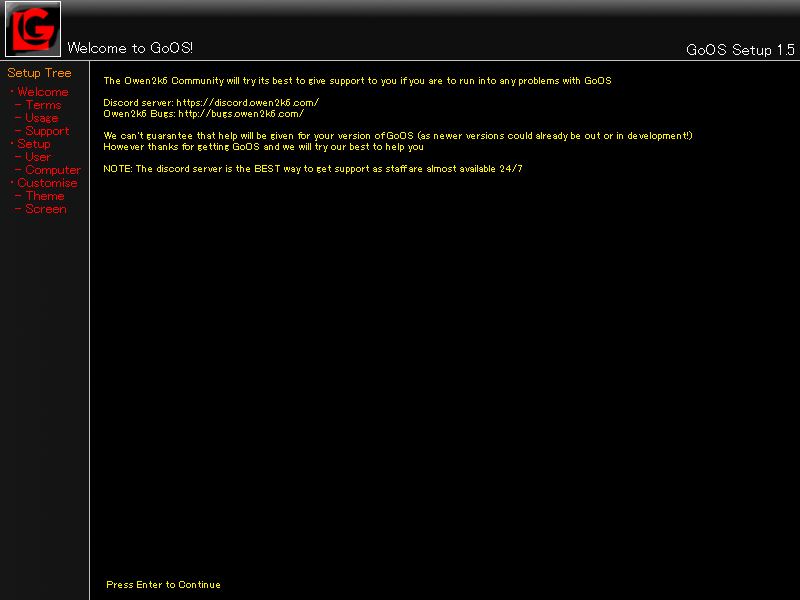 Welcome to GoOS!
GoOS Setup 1.5
Setup Tree
· Welcome
- Terms
- Usage
- Support
· Setup
- User
- Computer
· Customise
- Theme
- Screen
The Owen2k6 Community will try its best to give support to you if you are to run into any problems with GoOS
Discord server: https://discord.owen2k6.com/
Owen2k6 Bugs: http://bugs.owen2k6.com/
We can't guarantee that help will be given for your version of GoOS (as newer versions could already be out or in development!)
However thanks for getting GoOS and we will try our best to help you
NOTE: The discord server is the BEST way to get support as staff are almost available 24/7
Press Enter to Continue